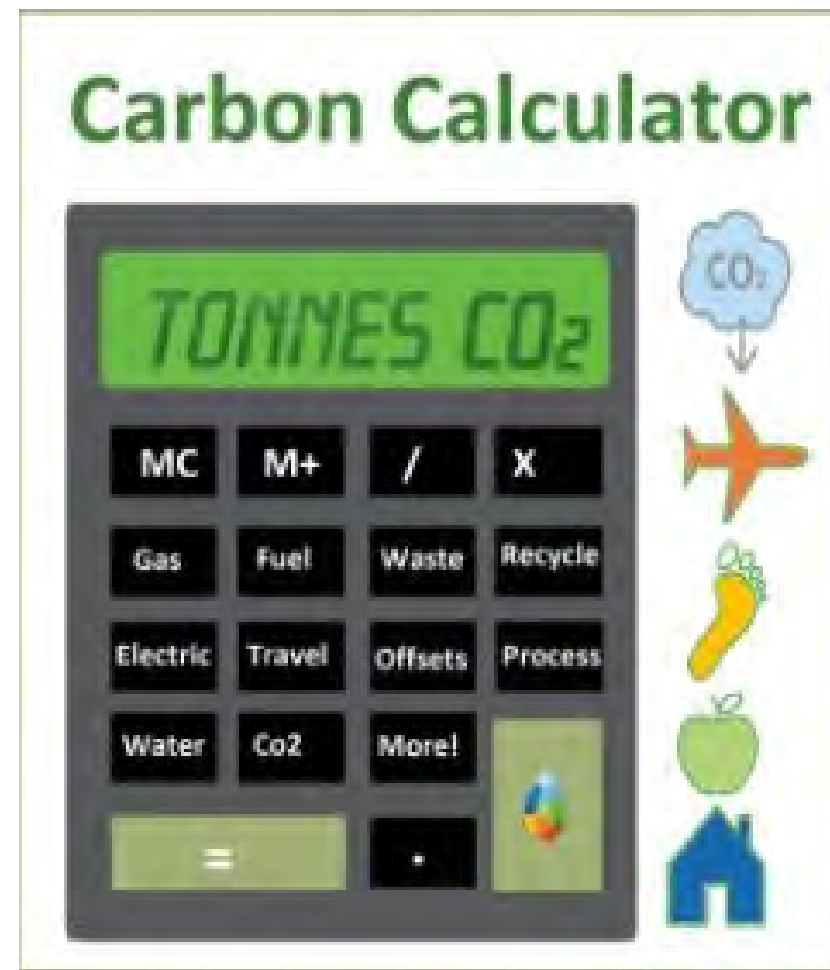 Carbon Calculator
TONNES CO₂
CO₂
MC M+ / X
Gas Fuel Waste Recycle
Electric Travel Offsets Process
Water Co2 More!
= .